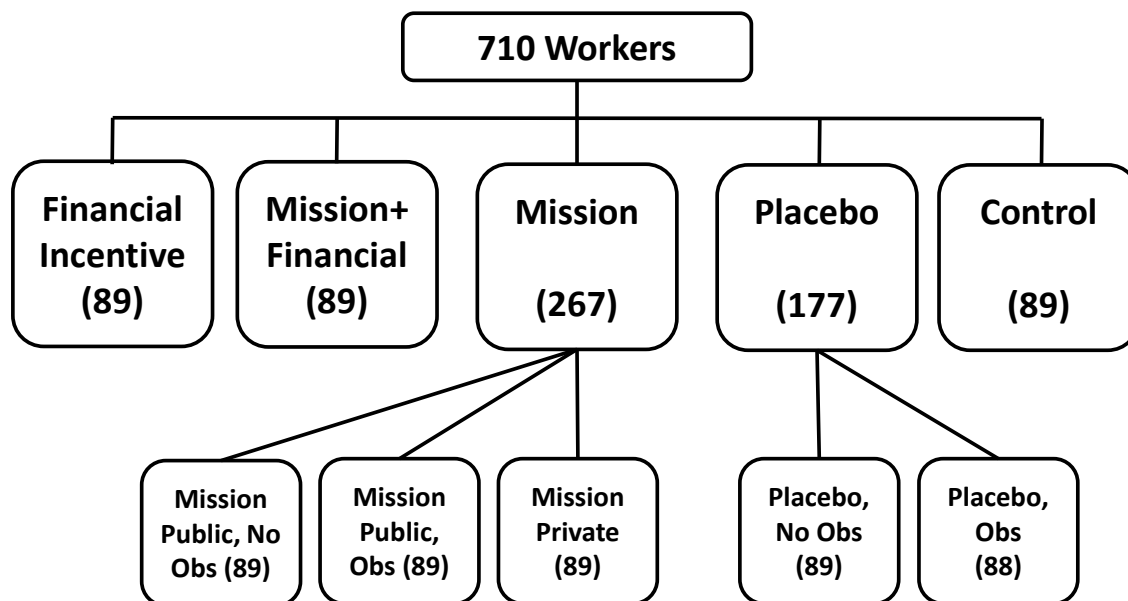 710 Workers
Financial
Incentive
(89)
Mission+
Financial
(89)
Mission
(267)
Placebo
(177)
Control
(89)
Mission
Public, No
Obs (89)
Mission
Public,
Obs (89)
Mission
Private
(89)
Placebo,
No Obs
(89)
Placebo,
Obs
(88)